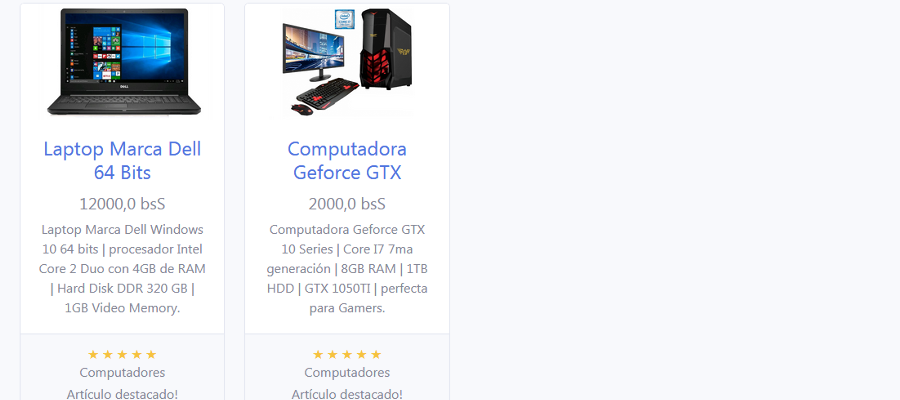 DELL
Laptop Marca Dell
64 Bits
12000,0 bsS
Laptop Marca Dell Windows
10 64 bits | procesador Intel
Core 2 Duo con 4GB de RAM
| Hard Disk DDR 320 GB |
1GB Video Memory.
★ ★ ★ ★ ★
Computadores
Artículo destacado!
Computadora
Geforce GTX
2000,0 bsS
Computadora Geforce GTX
10 Series | Core I7 7ma
generación | 8GB RAM | 1TB
HDD | GTX 1050TI | perfecta
para Gamers.
★ ★ ★ ★ ★
Computadores
Artículo destacado!